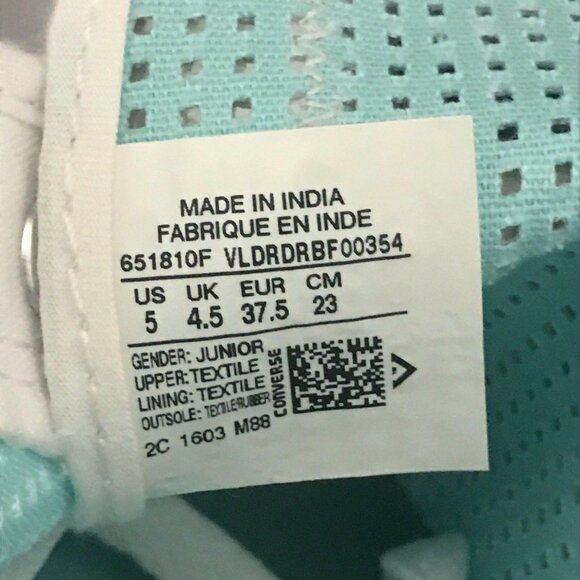 MADE IN INDIA
FABRIQUE EN INDE
651810F VLDRDRBF00354
US UK EUR CM
5 4.5 37.5 23
GENDER: JUNIOR
UPPER: TEXTILE
LINING: TEXTILE
OUTSOLE: TEXTILE/RUBBER
2C 1603 M88
CONVERSE